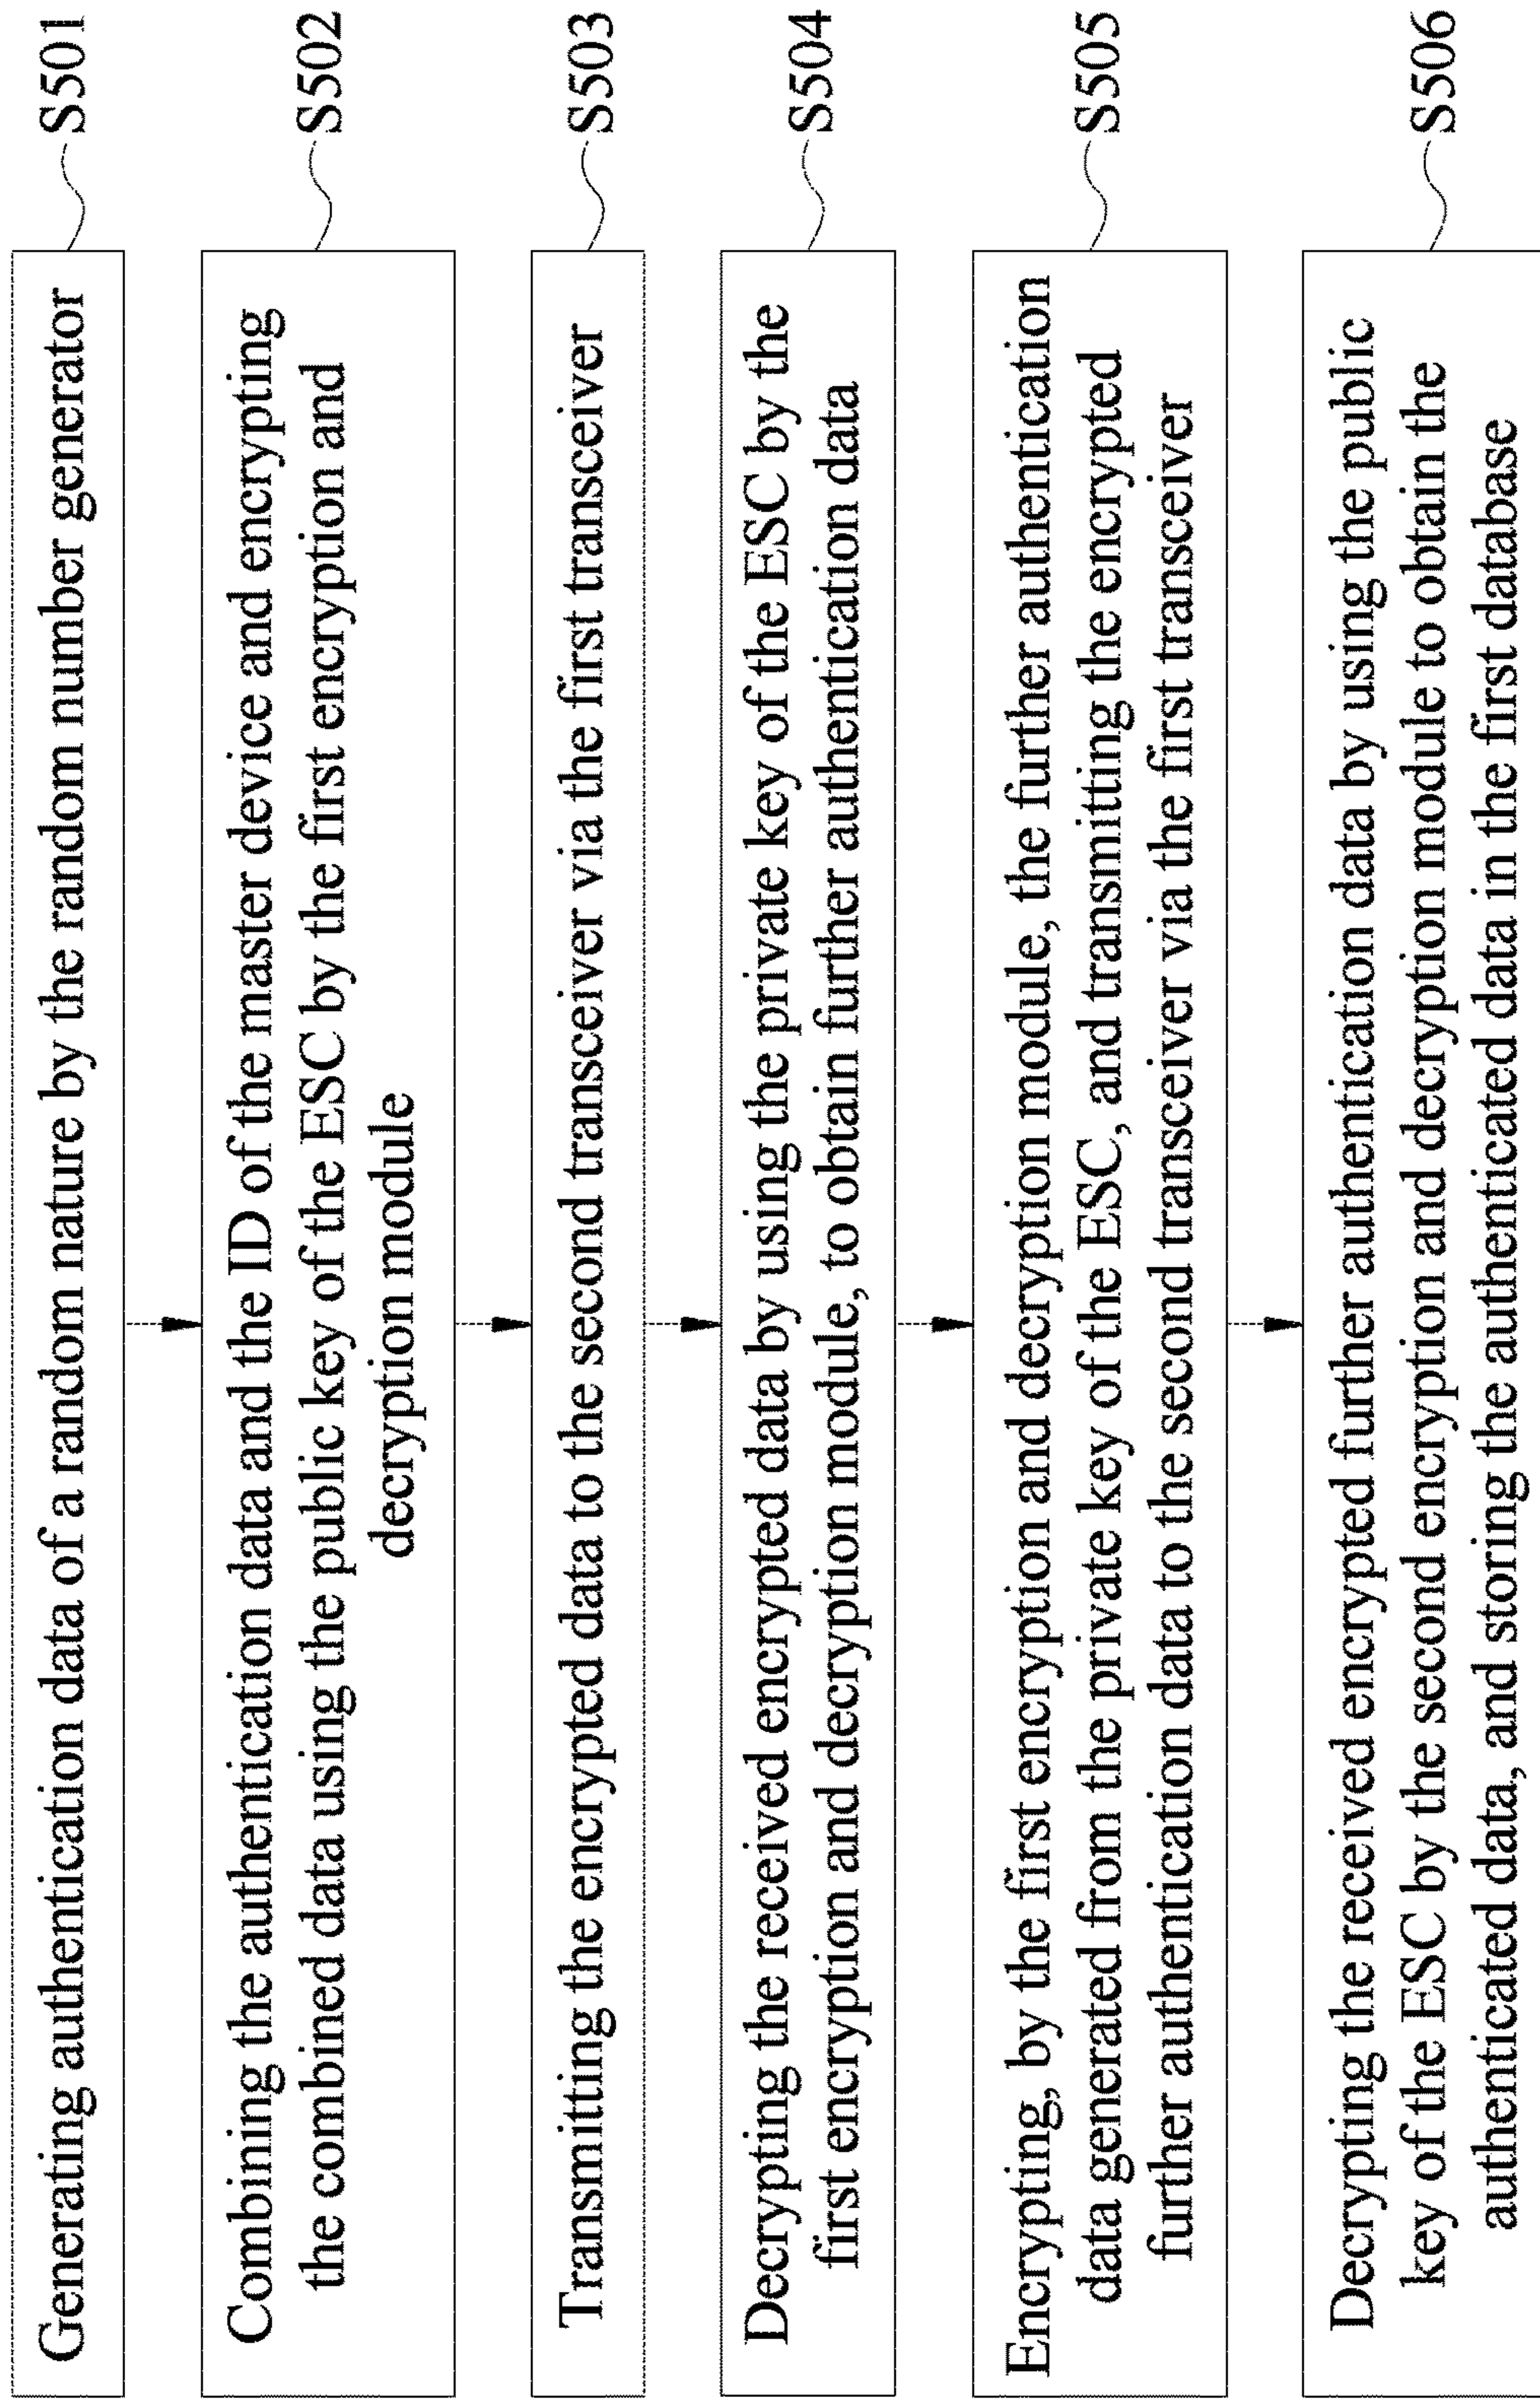 Generating authentication data of a random nature by the random number generator
S501
Combining the authentication data and the ID of the master device and encrypting
the combined data using the public key of the ESC by the first encryption and
decryption module
S502
Transmitting the encrypted data to the second transceiver via the first transceiver
S503
Decrypting the received encrypted data by using the private key of the ESC by the
first encryption and decryption module, to obtain further authentication data
S504
Encrypting, by the first encryption and decryption module, the further authentication
data generated from the private key of the ESC, and transmitting the encrypted
further authentication data to the second transceiver via the first transceiver
S505
Decrypting the received encrypted further authentication data by using the public
key of the ESC by the second encryption and decryption module to obtain the
authenticated data, and storing the authenticated data in the first database
S506